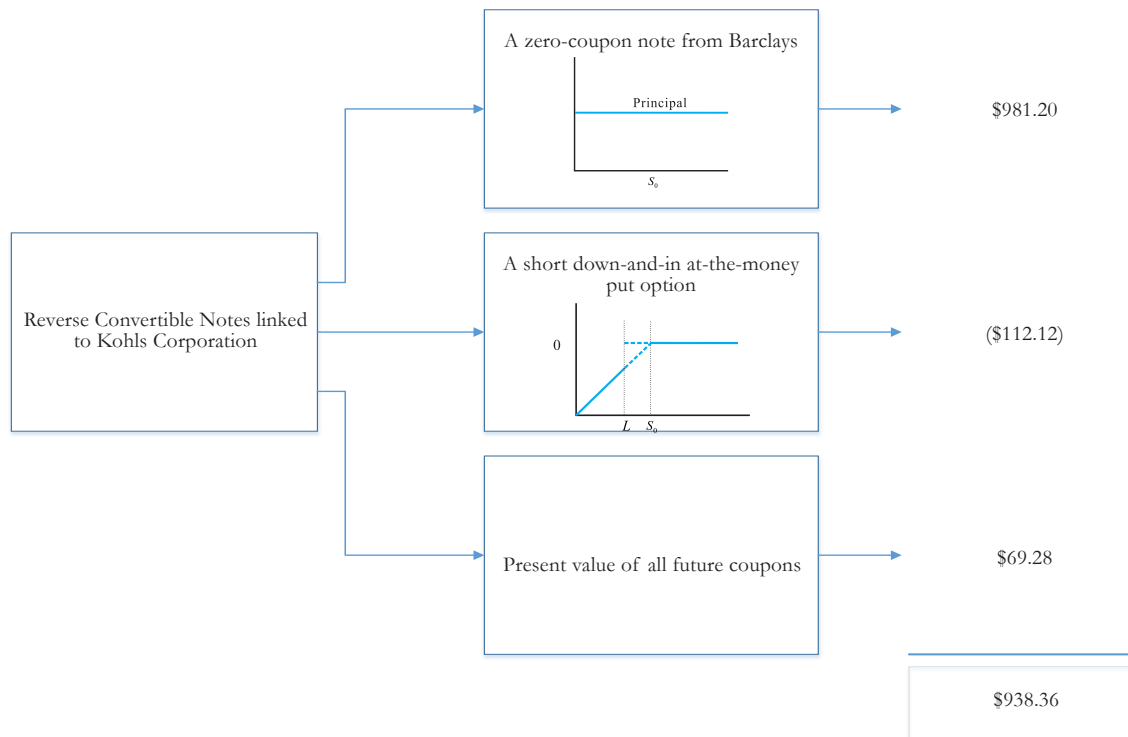 A zero-coupon note from Barclays
Principal
S₀
$981.20
Reverse Convertible Notes linked
to Kohls Corporation
A short down-and-in at-the-money
put option
0
L S₀
($112.12)
Present value of all future coupons
$69.28
$938.36